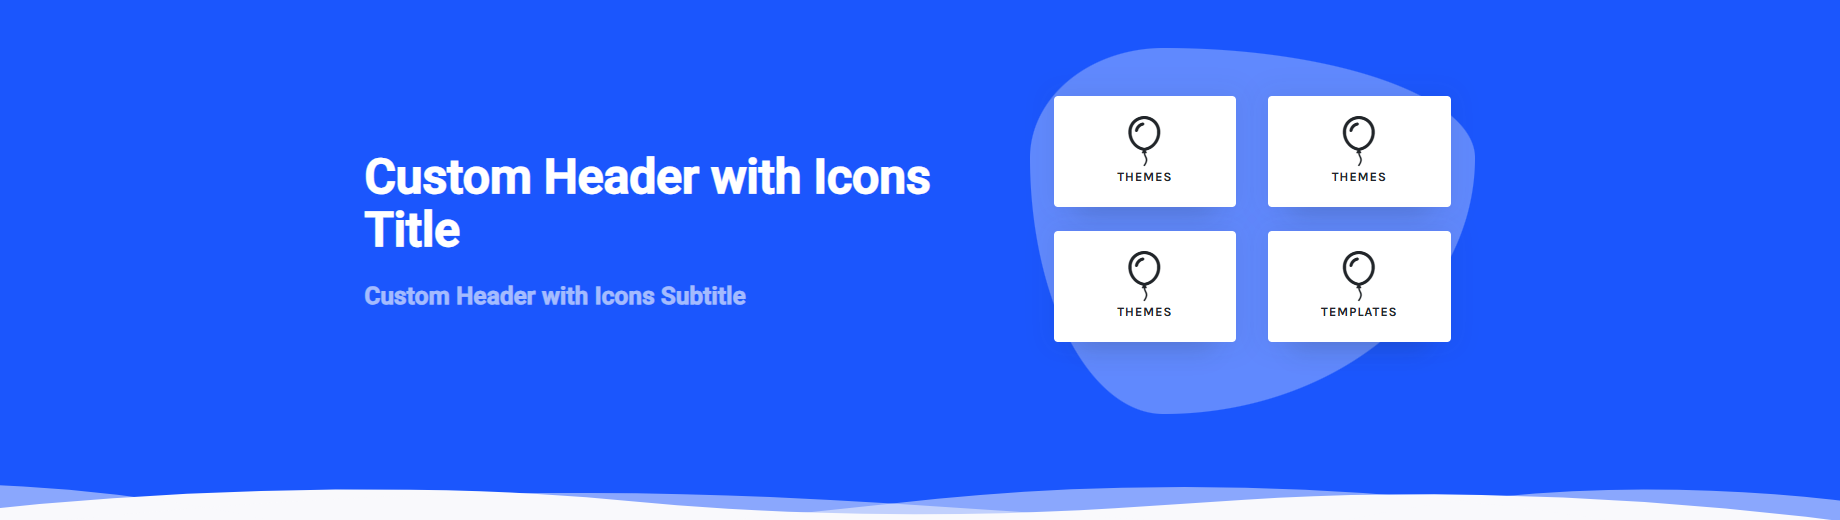 Custom Header with Icons
Title
Custom Header with Icons Subtitle
THEMES
THEMES
THEMES
TEMPLATES